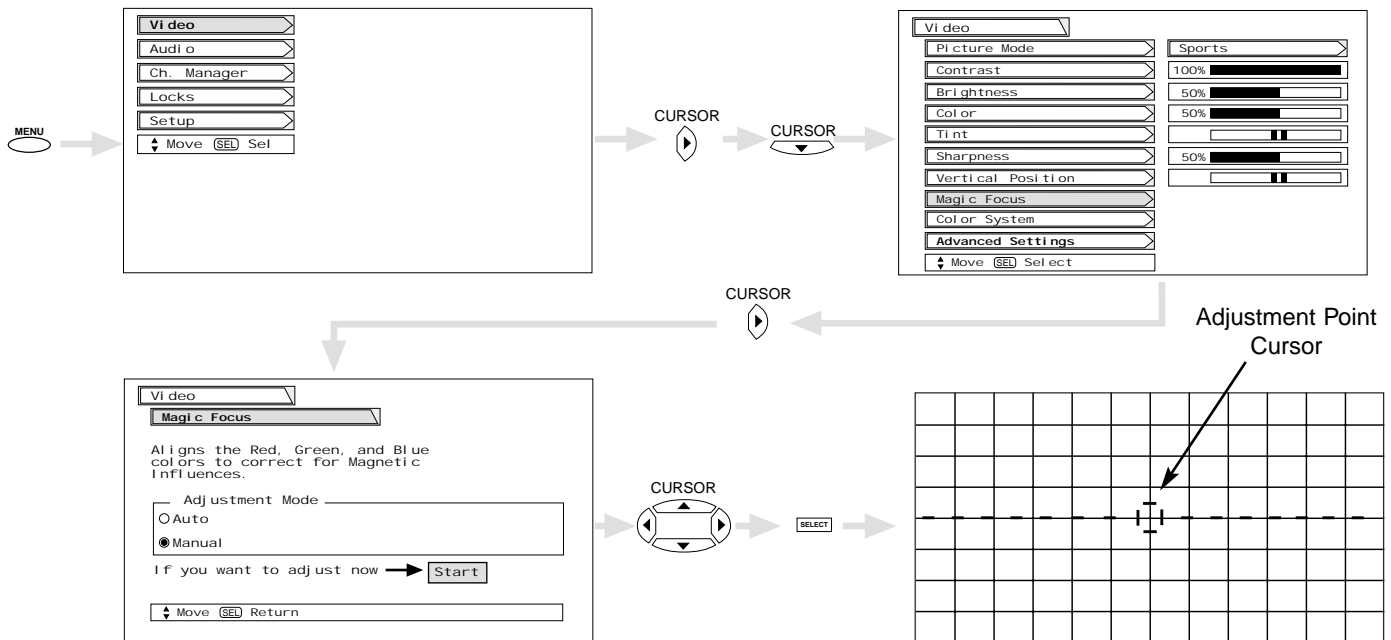 MENU
Video
Audio
Ch. Manager
Locks
Setup
Move SEL Sel
CURSOR
CURSOR
Video
Picture Mode
Sports
Contrast
100%
Brightness
50%
Color
50%
Tint
Sharpness
50%
Vertical Position
Magic Focus
Color System
Advanced Settings
Move SEL Select
CURSOR
Adjustment Point
Cursor
Video
Magic Focus
Aligns the Red, Green, and Blue
colors to correct for Magnetic
Influences.
Adjustment Mode
Auto
Manual
If you want to adjust now Start
Move SEL Return
CURSOR
SELECT